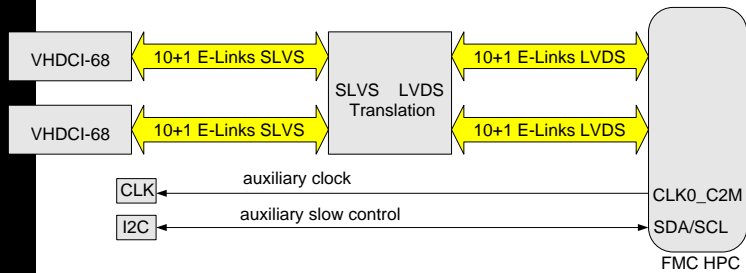 VHDCI-68
10+1 E-Links SLVS
SLVS LVDS
Translation
10+1 E-Links LVDS
VHDCI-68
10+1 E-Links SLVS
10+1 E-Links LVDS
auxiliary clock
CLK
CLK0_C2M
auxiliary slow control
I2C
SDA/SCL
FMC HPC